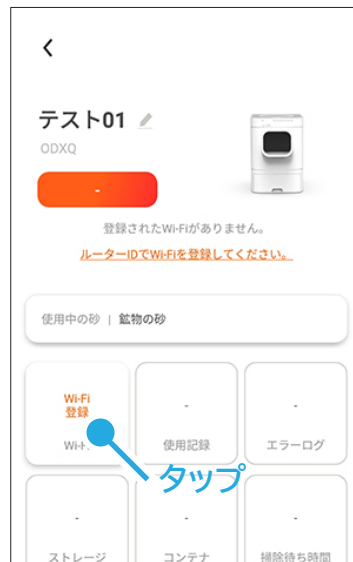 テスト01
ODXQ
-
登録されたWi-Fiがありません。
ルーターIDでWi-Fiを登録してください。
使用中の砂 | 鉱物の砂
Wi-Fi
登録
-
-
使用記録
エラーログ
タップ
-
-
-
ストレージ
コンテナ
掃除待ち時間